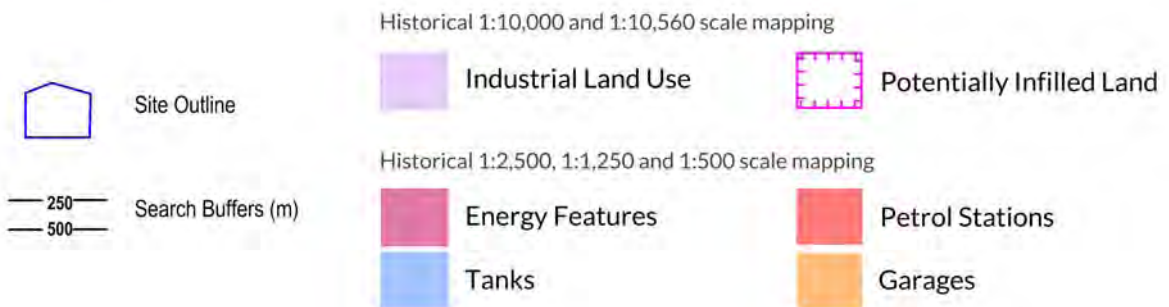 Historical 1:10,000 and 1:10,560 scale mapping
Site Outline
Industrial Land Use
Potentially Infilled Land
Historical 1:2,500, 1:1,250 and 1:500 scale mapping
250
500
Search Buffers (m)
Energy Features
Petrol Stations
Tanks
Garages